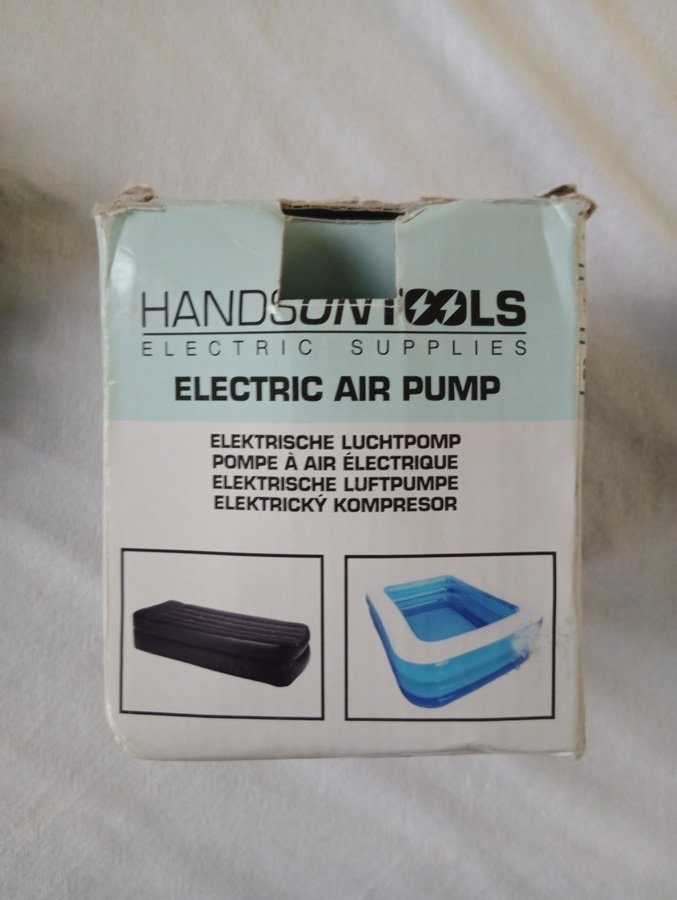 HANDSONTOOLS
ELECTRIC SUPPLIES
ELECTRIC AIR PUMP
ELEKTRISCHE LUCHTPOMP
POMPE À AIR ÉLECTRIQUE
ELEKTRISCHE LUFTPUMPE
ELEKTRICKÝ KOMPRESOR